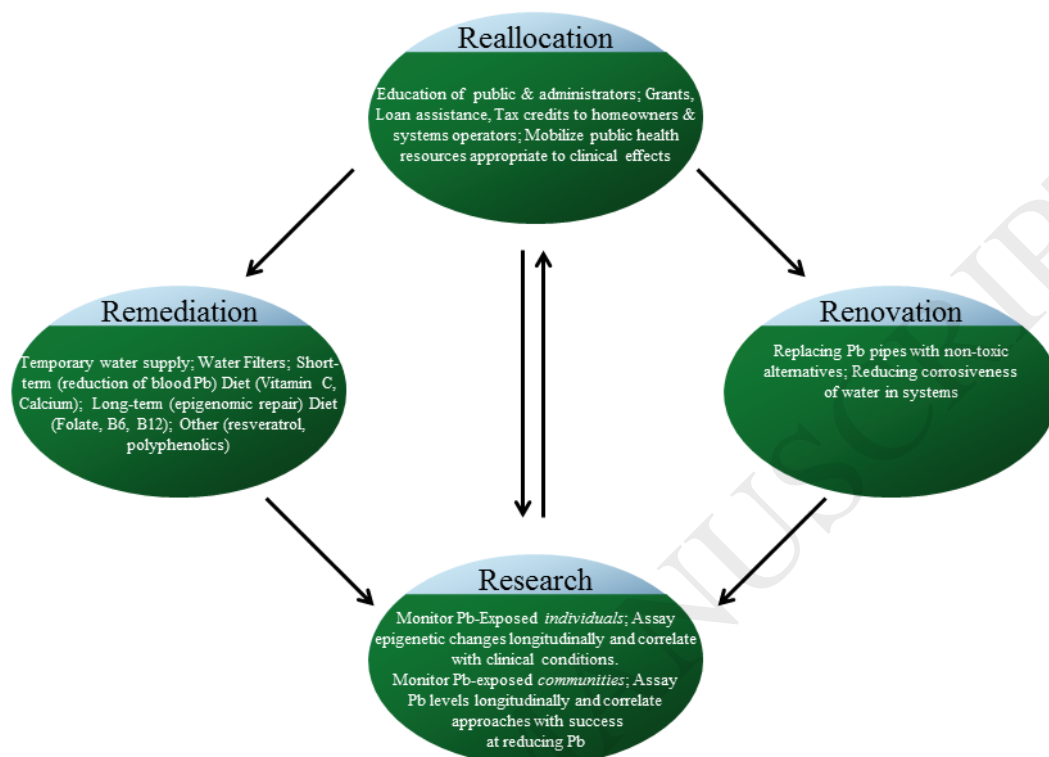 Reallocation
Education of public & administrators; Grants,
Loan assistance, Tax credits to homeowners &
systems operators; Mobilize public health
resources appropriate to clinical effects
Remediation
Temporary water supply; Water Filters; Short-
term (reduction of blood Pb) Diet (Vitamin C,
Calcium); Long-term (epigenomic repair) Diet
(Folate, B6, B12); Other (resveratrol,
polyphenolics)
Renovation
Replacing Pb pipes with non-toxic
alternatives; Reducing corrosiveness
of water in systems
Research
Monitor Pb-Exposed individuals; Assay
epigenetic changes longitudinally and correlate
with clinical conditions.
Monitor Pb-exposed communities; Assay
Pb levels longitudinally and correlate
approaches with success
at reducing Pb